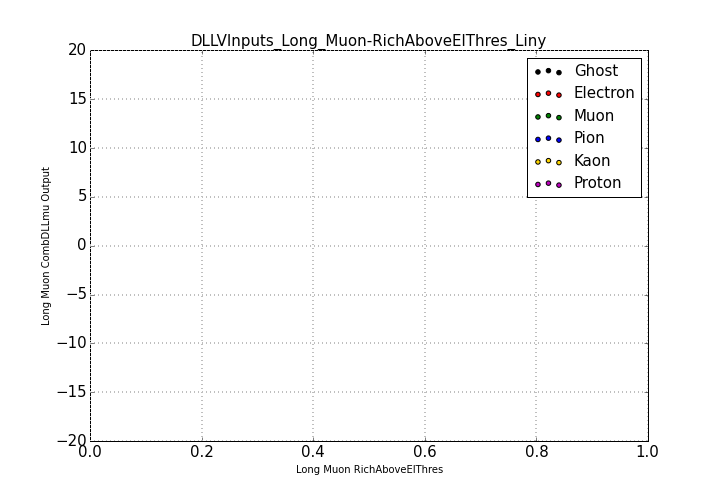 DLLVInputs_Long_Muon-RichAboveElThres_Liny
20
15
10
5
0
−5
−10
−15
−20
Long Muon CombDLLmu Output
Ghost
Electron
Muon
Pion
Kaon
Proton
0.0 0.2 0.4 0.6 0.8 1.0
Long Muon RichAboveElThres